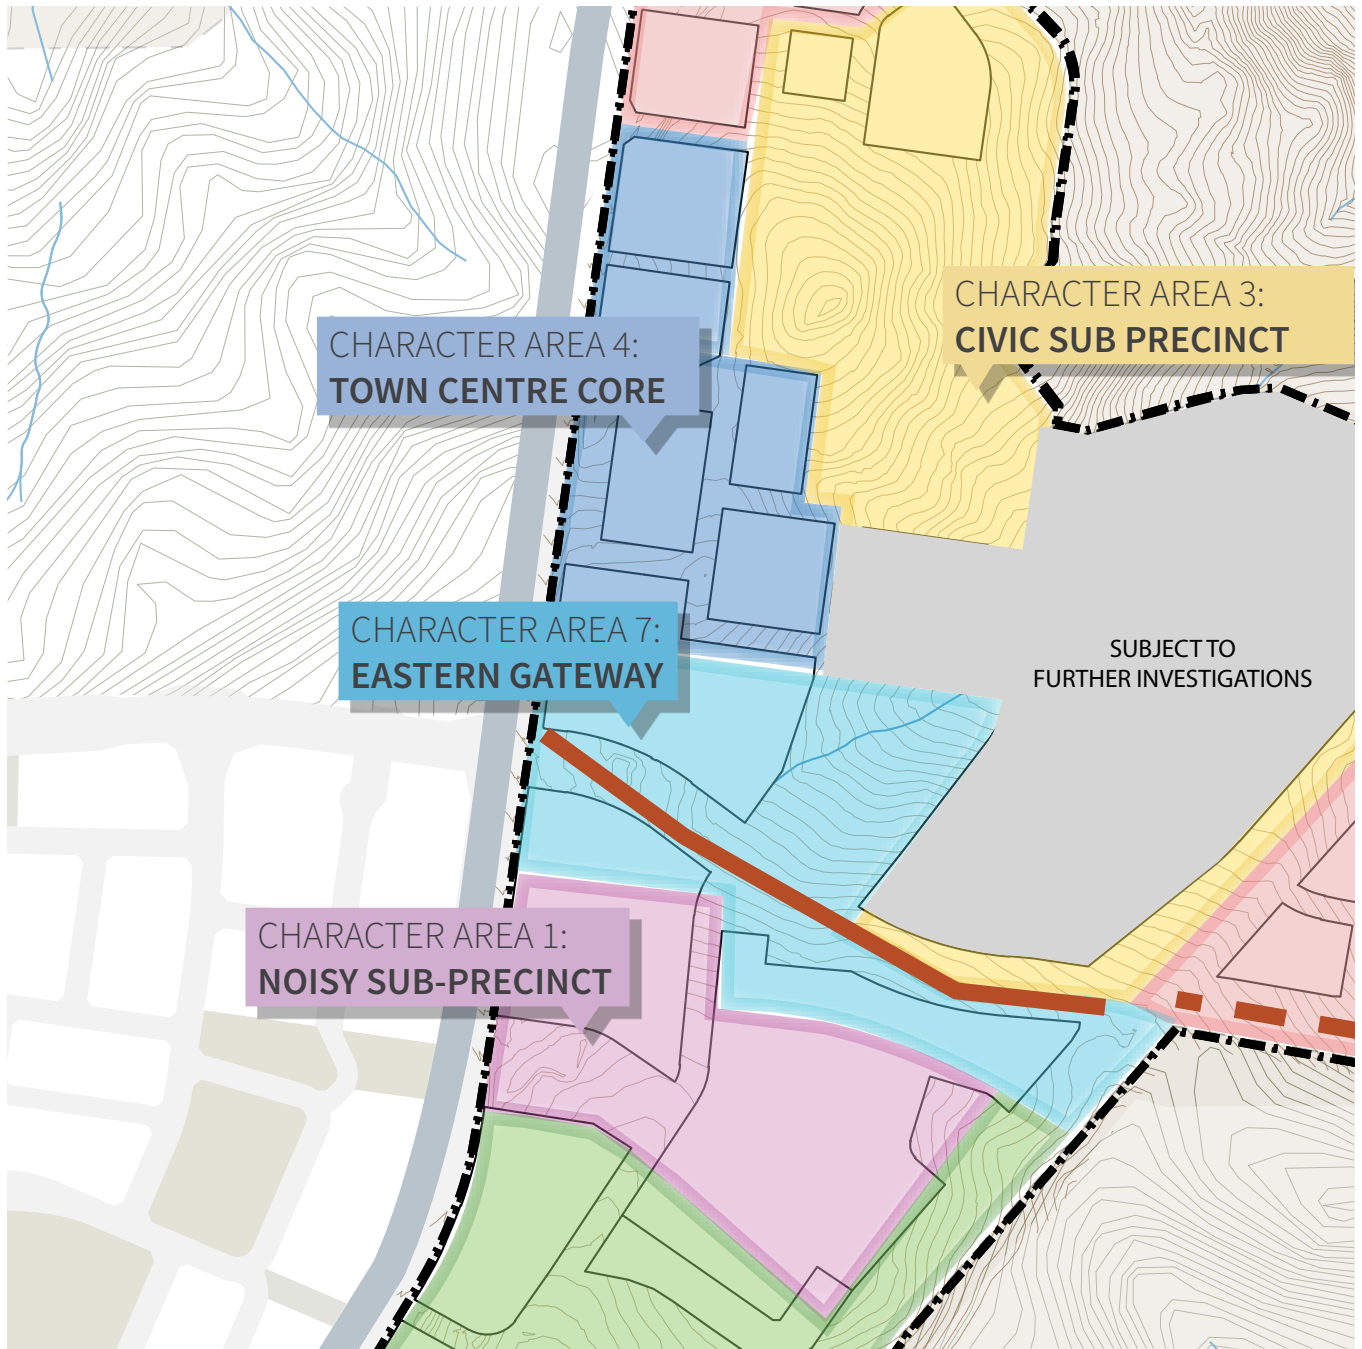 CHARACTER AREA 3:
CIVIC SUB PRECINCT
CHARACTER AREA 4:
TOWN CENTRE CORE
CHARACTER AREA 7:
EASTERN GATEWAY
SUBJECT TO
FURTHER INVESTIGATIONS
CHARACTER AREA 1:
NOISY SUB-PRECINCT